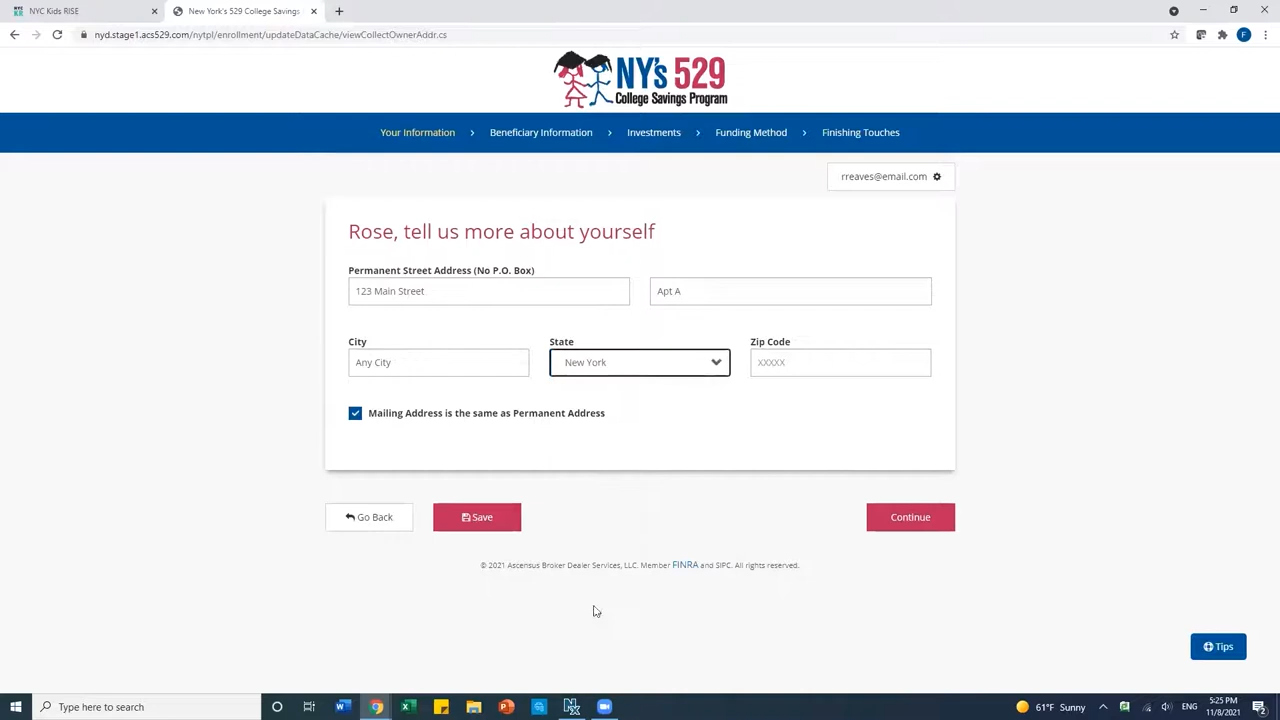 NYC Kids RISE
New York's 529 College Savings
nyd.stage1.acs529.com/nytpl/enrollment/updateDataCache/viewCollectOwnerAddr.cs
F
NY's 529
College Savings Program
Your Information > Beneficiary Information > Investments > Funding Method > Finishing Touches
rreaves@email.com
Rose, tell us more about yourself
Permanent Street Address (No P.O. Box)
123 Main Street
Apt A
City
State
Zip Code
Any City
New York
XXXXX
Mailing Address is the same as Permanent Address
Go Back
Save
Continue
© 2021 Ascensus Broker Dealer Services, LLC. Member FINRA and SIPC. All rights reserved.
Tips
Type here to search
61°F Sunny
ENG
5:25 PM
11/8/2021
2